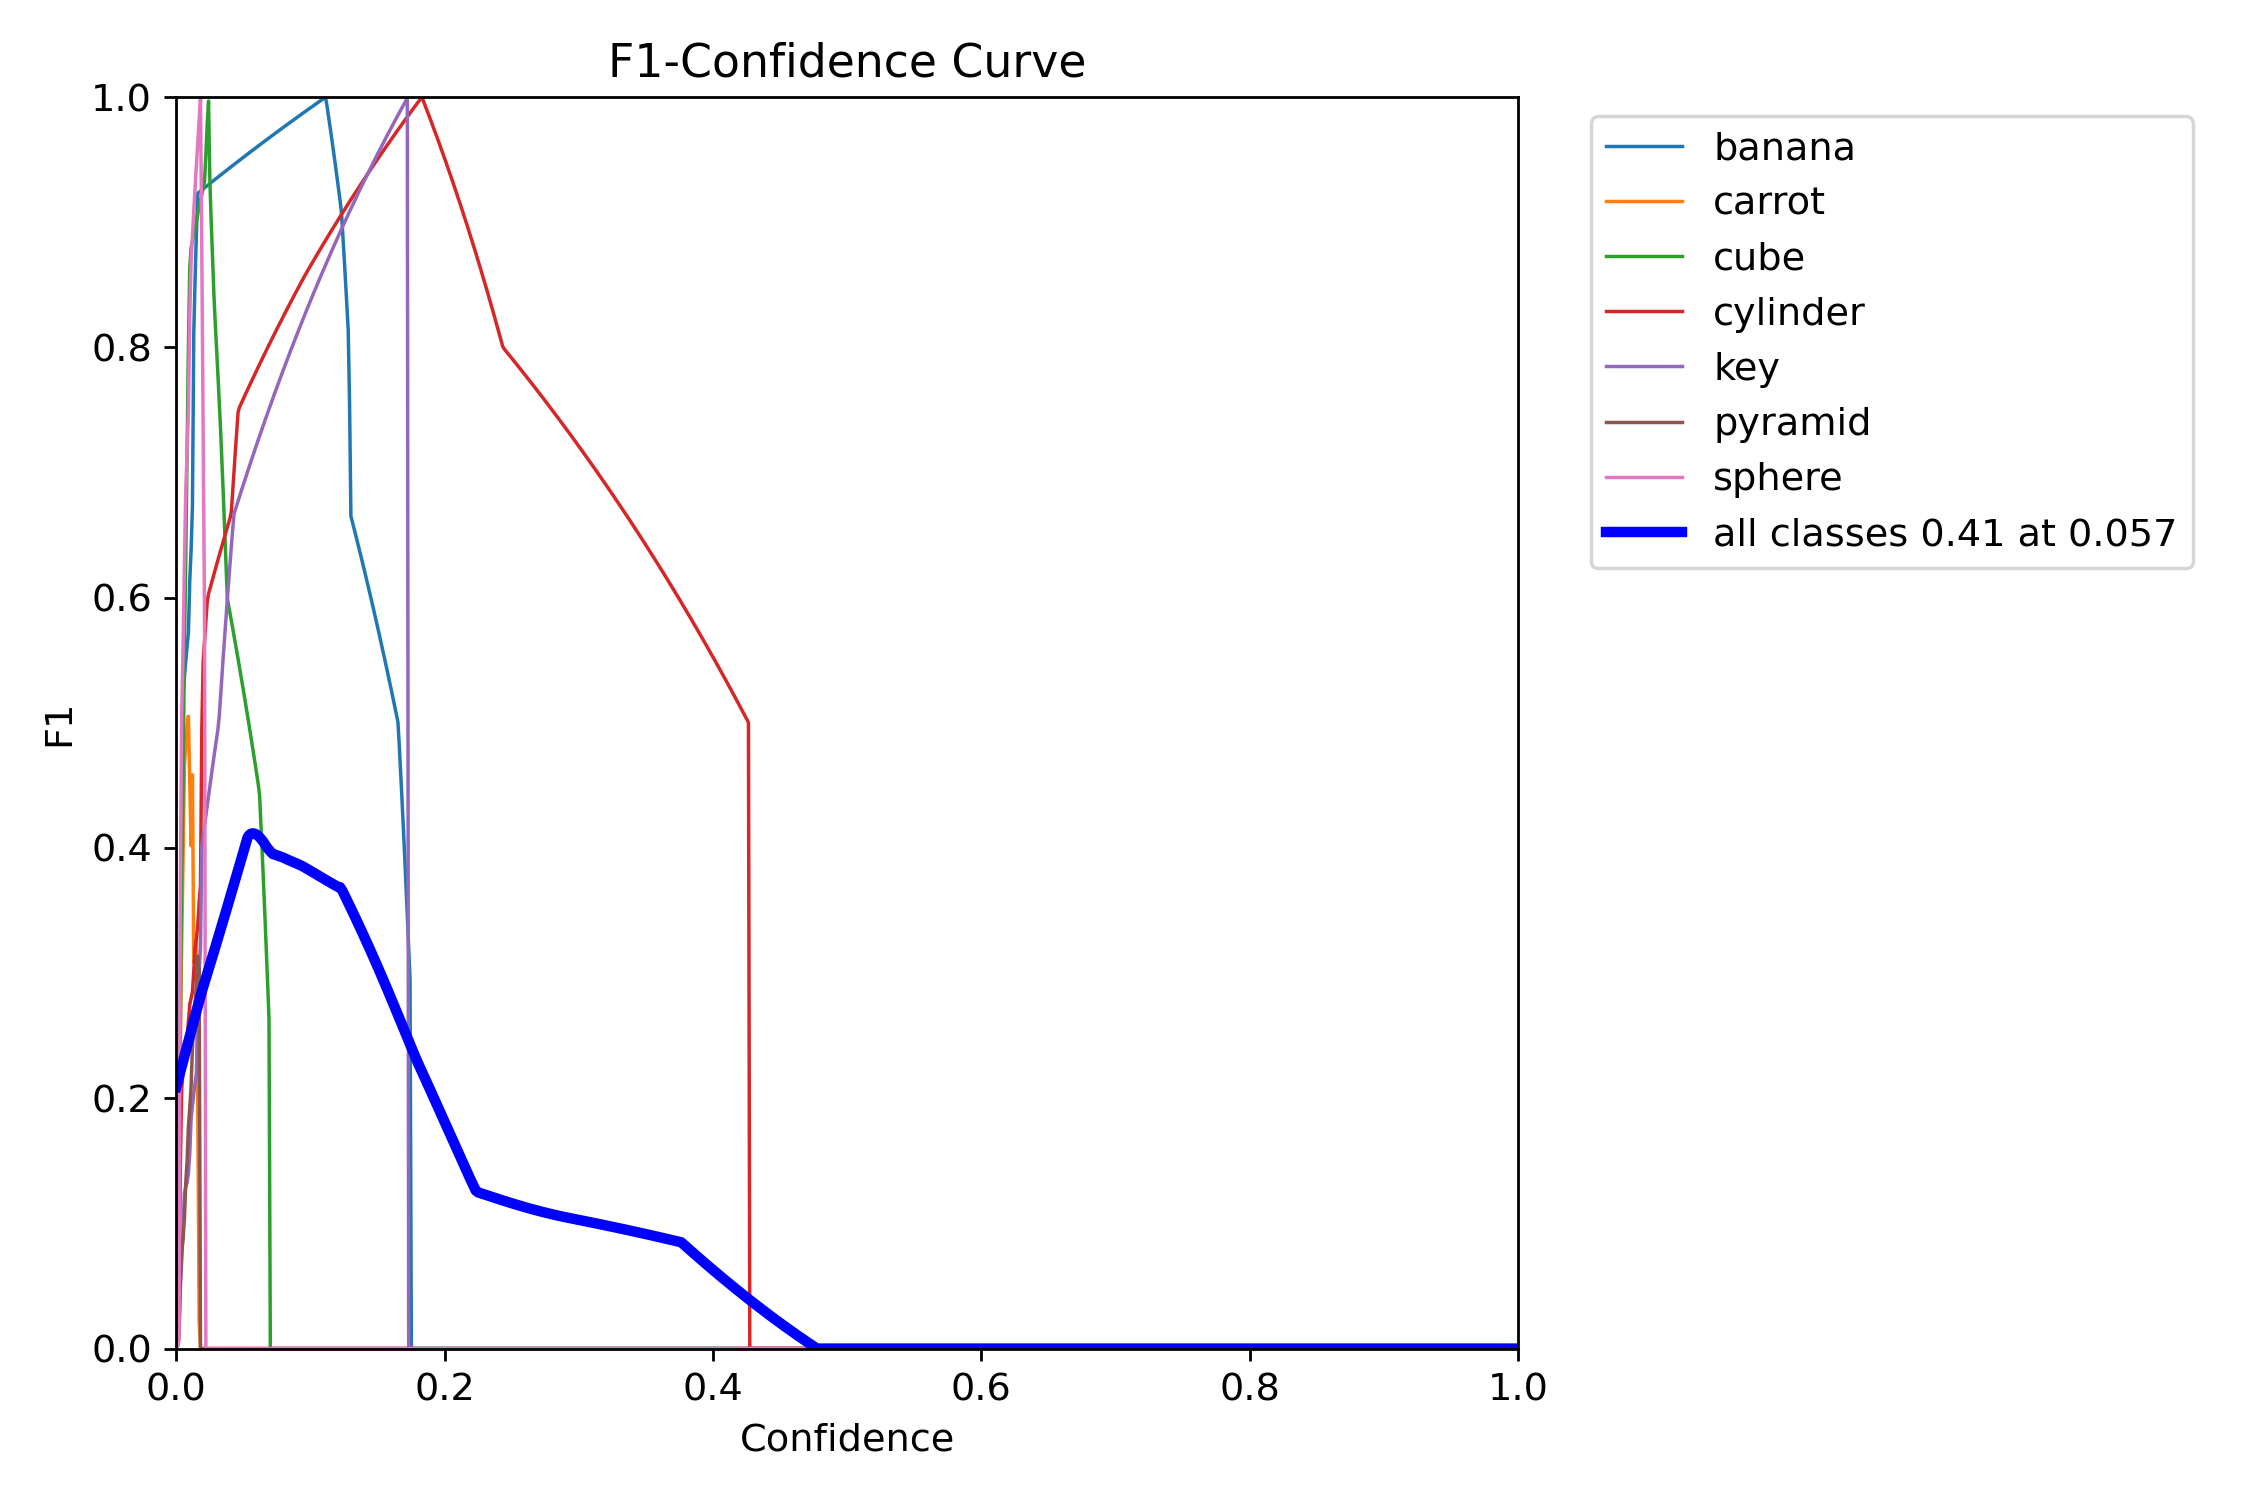 F1-Confidence Curve
1.0
0.8
0.6
0.4
0.2
0.0
F1
0.0 0.2 0.4 0.6 0.8 1.0
Confidence
banana
carrot
cube
cylinder
key
pyramid
sphere
all classes 0.41 at 0.057